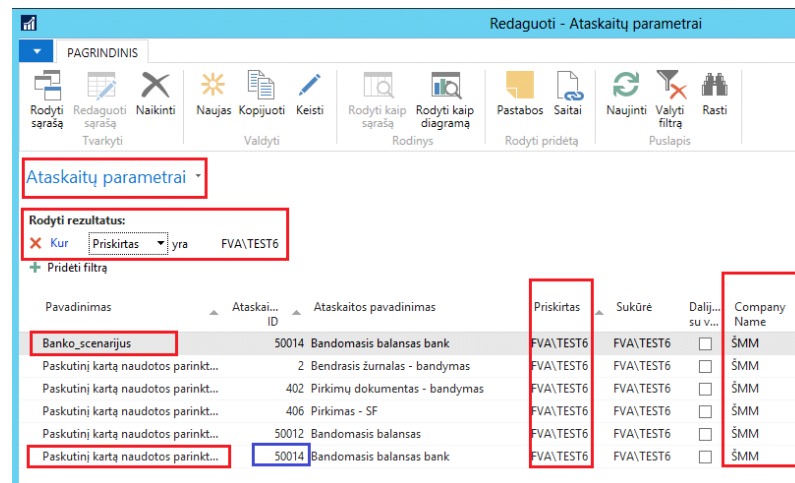 Redaguoti - Ataskaitų parametrai
PAGRINDINIS
Rodyti sąrašą
Redaguoti sąrašą
Naikinti
Naujas
Kopijuoti
Keisti
Rodyti kaip sąrašą
Rodyti kaip diagramą
Pastabos
Saitai
Naujinti
Valyti filtrą
Rasti
Tvarkyti
Valdyti
Rodinys
Rodyti pridėtą
Puslapis
Ataskaitų parametrai
Rodyti rezultatus:
Kur Priskirtas yra FVA\TEST6
Pridėti filtrą
Pavadinimas Ataskai... ID Ataskaitos pavadinimas Priskirtas Sukūrė Dalij... su v... Company Name
Banko_scenarijus 50014 Bandomasis balansas bank FVA\TEST6 FVA\TEST6 ŠMM
Paskutinį kartą naudotos parinkt... 2 Bendrasis žurnalas - bandymas FVA\TEST6 FVA\TEST6 ŠMM
Paskutinį kartą naudotos parinkt... 402 Pirkimų dokumentas - bandymas FVA\TEST6 FVA\TEST6 ŠMM
Paskutinį kartą naudotos parinkt... 406 Pirkimas - SF FVA\TEST6 FVA\TEST6 ŠMM
Paskutinį kartą naudotos parinkt... 50012 Bandomasis balansas FVA\TEST6 FVA\TEST6 ŠMM
Paskutinį kartą naudotos parinkt... 50014 Bandomasis balansas bank FVA\TEST6 FVA\TEST6 ŠMM